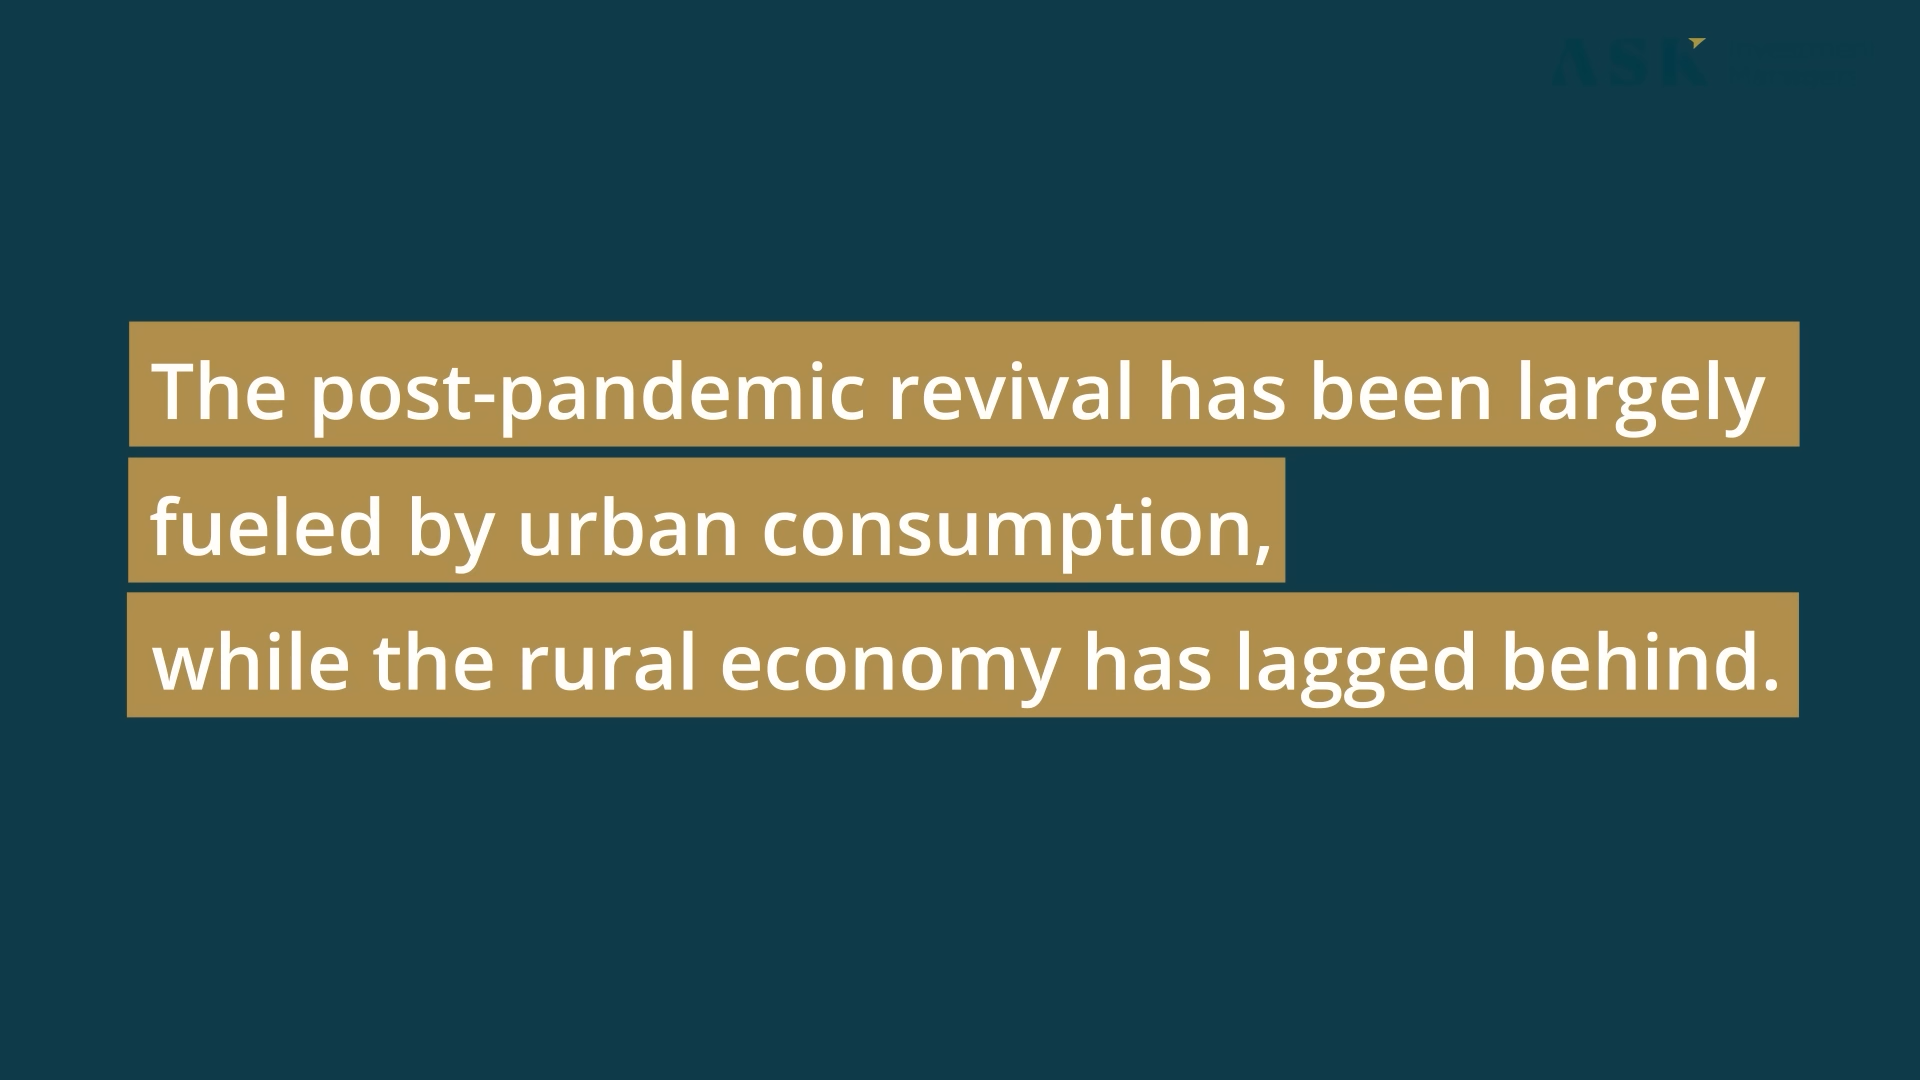 ASK
The post-pandemic revival has been largely
fueled by urban consumption,
while the rural economy has lagged behind.